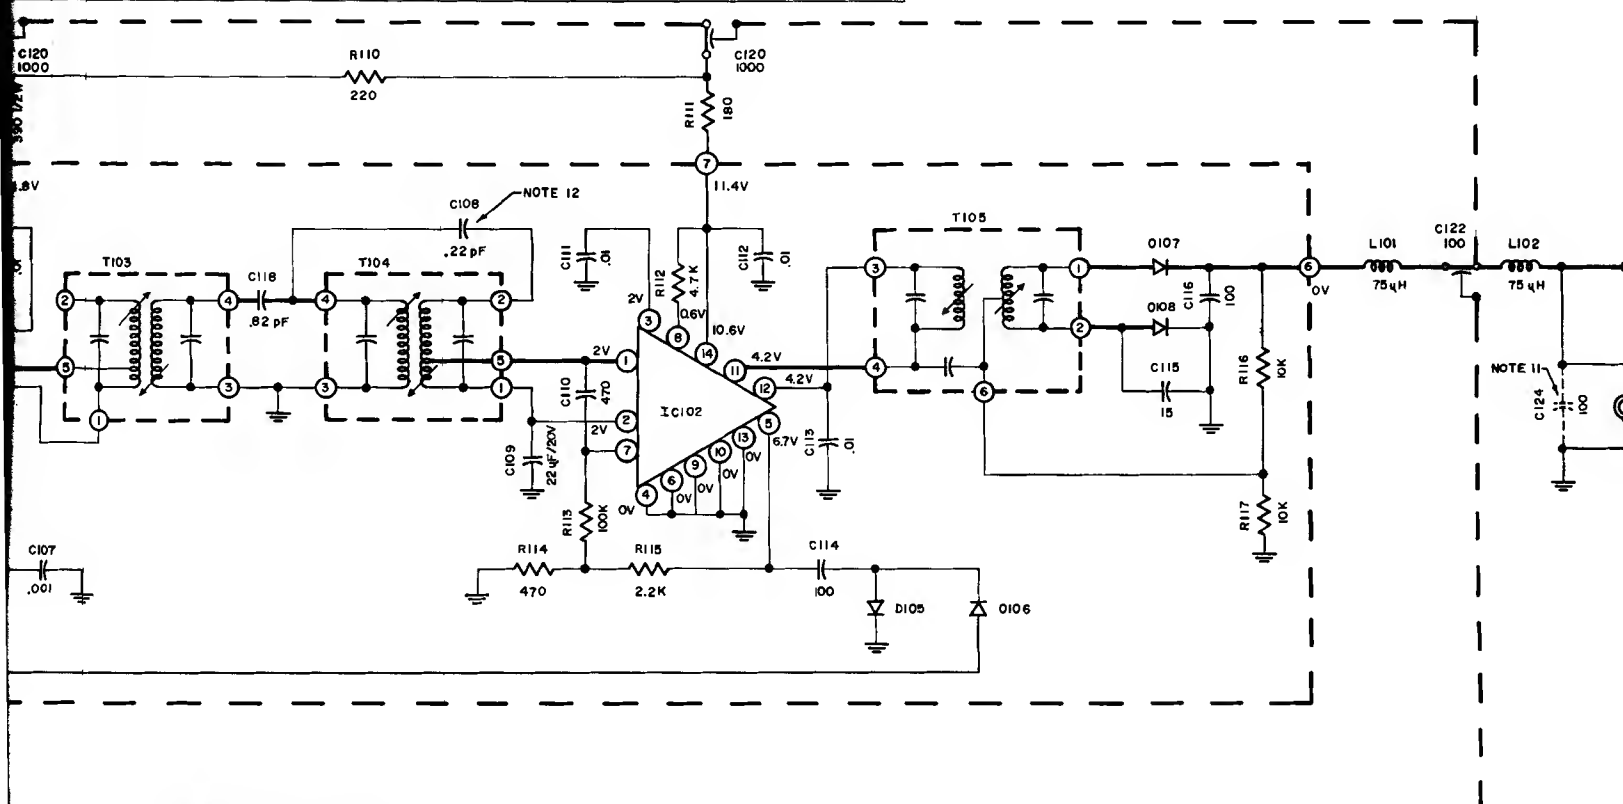 C120
1000
R110
220
C120
1000
R111
180
390 1/2W
7
11.4V
.8V
NOTE 12
C108
.22 pF
T103
2
5
1
4
3
C118
.82 pF
T104
4
3
2
5
1
C111
.01
R112
4.7K
C112
.01
2V
0.6V
10.6V
3
8
14
11
4.2V
12
4.2V
2V
1
C110
470
IC102
2
2V
7
5
6.7V
13
0V
10
0V
9
0V
6
0V
4
0V
C109
22uF/20V
C113
.01
R113
100K
T105
3
4
1
2
6
D107
D108
C116
100
C115
15
R116
10K
R117
10K
6
0V
L101
75uH
C122
100
L102
75uH
NOTE 11
C124
100
C107
.001
R114
470
R115
2.2K
C114
100
D105
D106